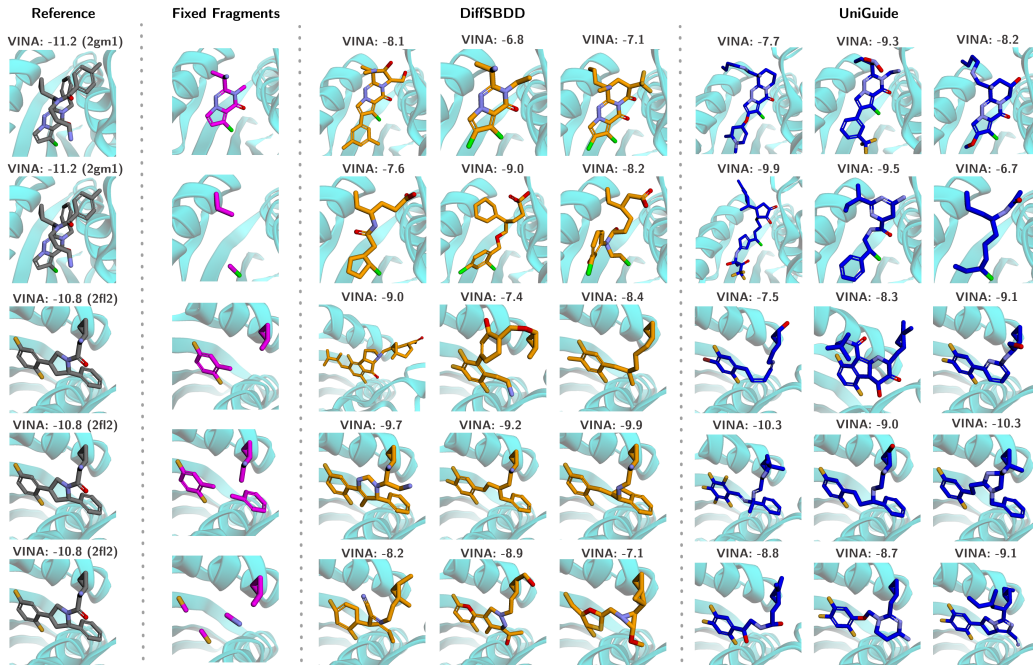 Reference Fixed Fragments DiffSBDD UniGuide
VINA: -11.2 (2gm1) VINA: -8.1 VINA: -6.8 VINA: -7.1 VINA: -7.7 VINA: -9.3 VINA: -8.2
VINA: -11.2 (2gm1) VINA: -7.6 VINA: -9.0 VINA: -8.2 VINA: -9.9 VINA: -9.5 VINA: -6.7
VINA: -10.8 (2fl2) VINA: -9.0 VINA: -7.4 VINA: -8.4 VINA: -7.5 VINA: -8.3 VINA: -9.1
VINA: -10.8 (2fl2) VINA: -9.7 VINA: -9.2 VINA: -9.9 VINA: -10.3 VINA: -9.0 VINA: -10.3
VINA: -10.8 (2fl2) VINA: -8.2 VINA: -8.9 VINA: -7.1 VINA: -8.8 VINA: -8.7 VINA: -9.1